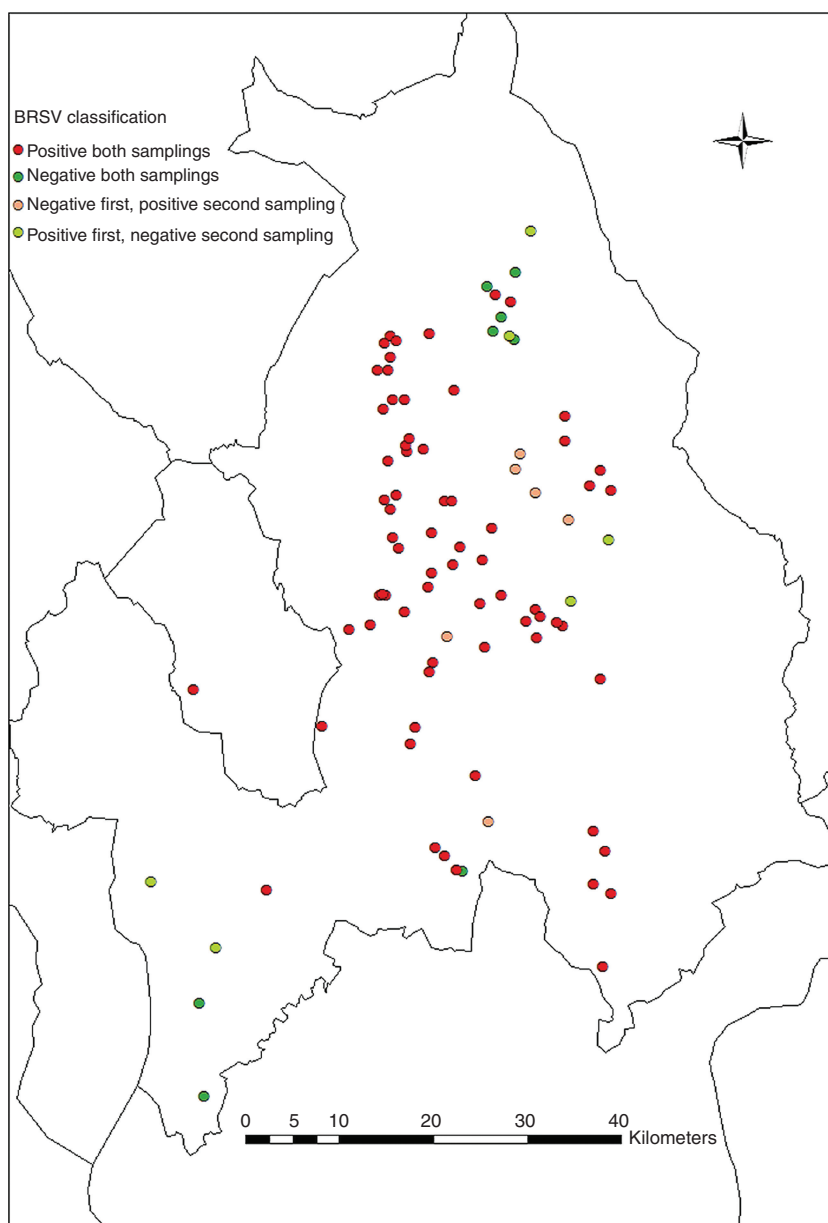 BRSV classification
Positive both samplings
Negative both samplings
Negative first, positive second sampling
Positive first, negative second sampling
0 5 10 20 30 40
Kilometers